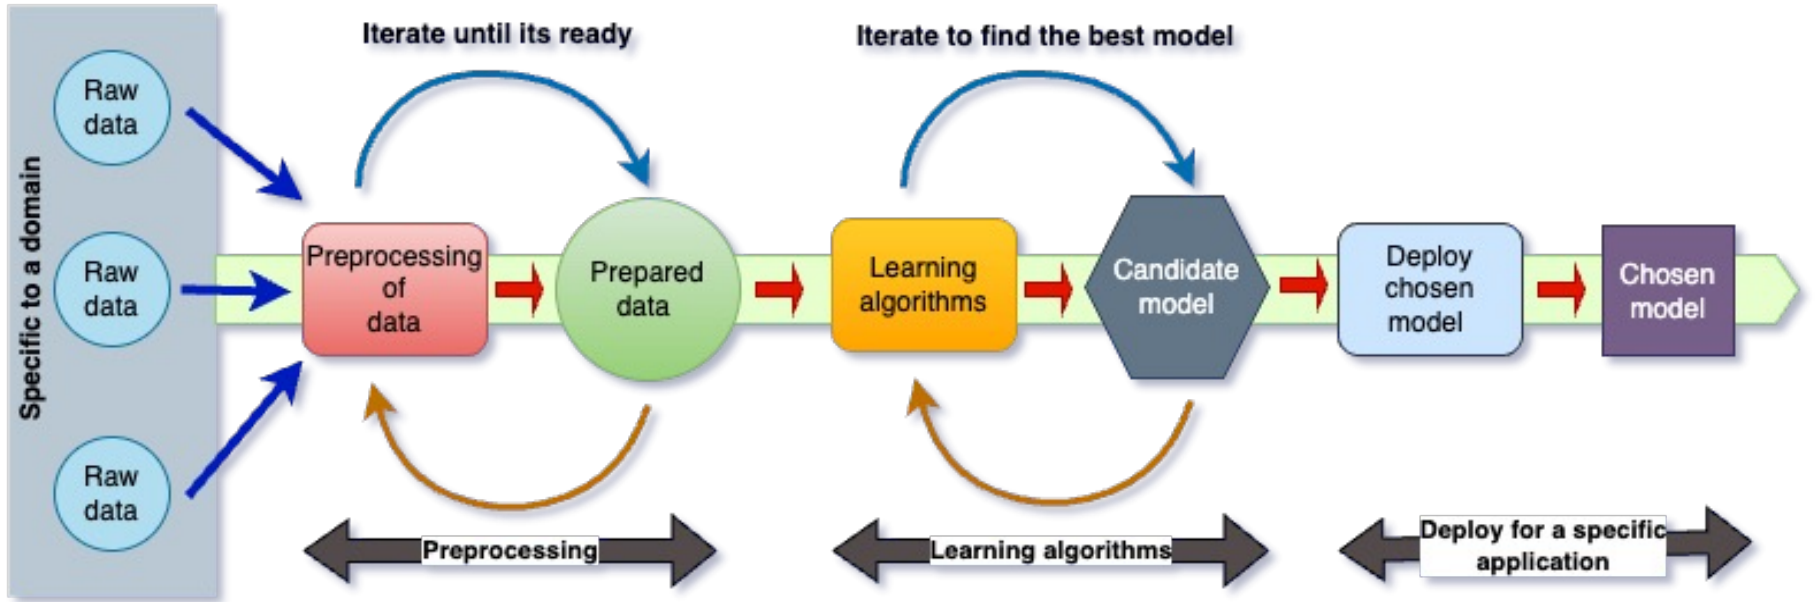 Specific to a domain
Raw
data
Raw
data
Raw
data
Iterate until its ready
Preprocessing
of
data
Prepared
data
Preprocessing
Iterate to find the best model
Learning
algorithms
Candidate
model
Learning algorithms
Deploy
chosen
model
Chosen
model
Deploy for a specific
application